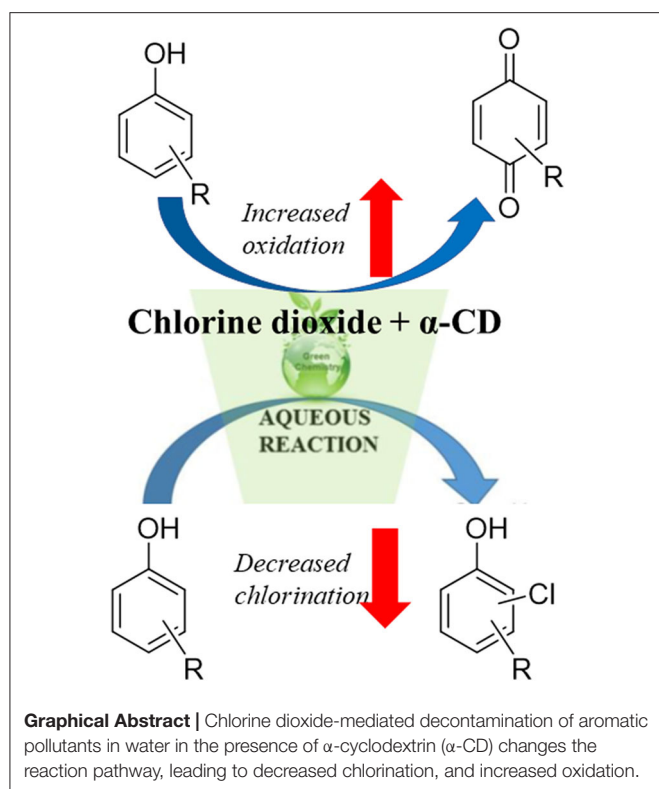 OH
R
Increased
oxidation
O
R
O
Chlorine dioxide + α-CD
Green
Chemistry
AQUEOUS
REACTION
OH
R
Decreased
chlorination
OH
Cl
R
Graphical Abstract | Chlorine dioxide-mediated decontamination of aromatic
pollutants in water in the presence of α-cyclodextrin (α-CD) changes the
reaction pathway, leading to decreased chlorination, and increased oxidation.